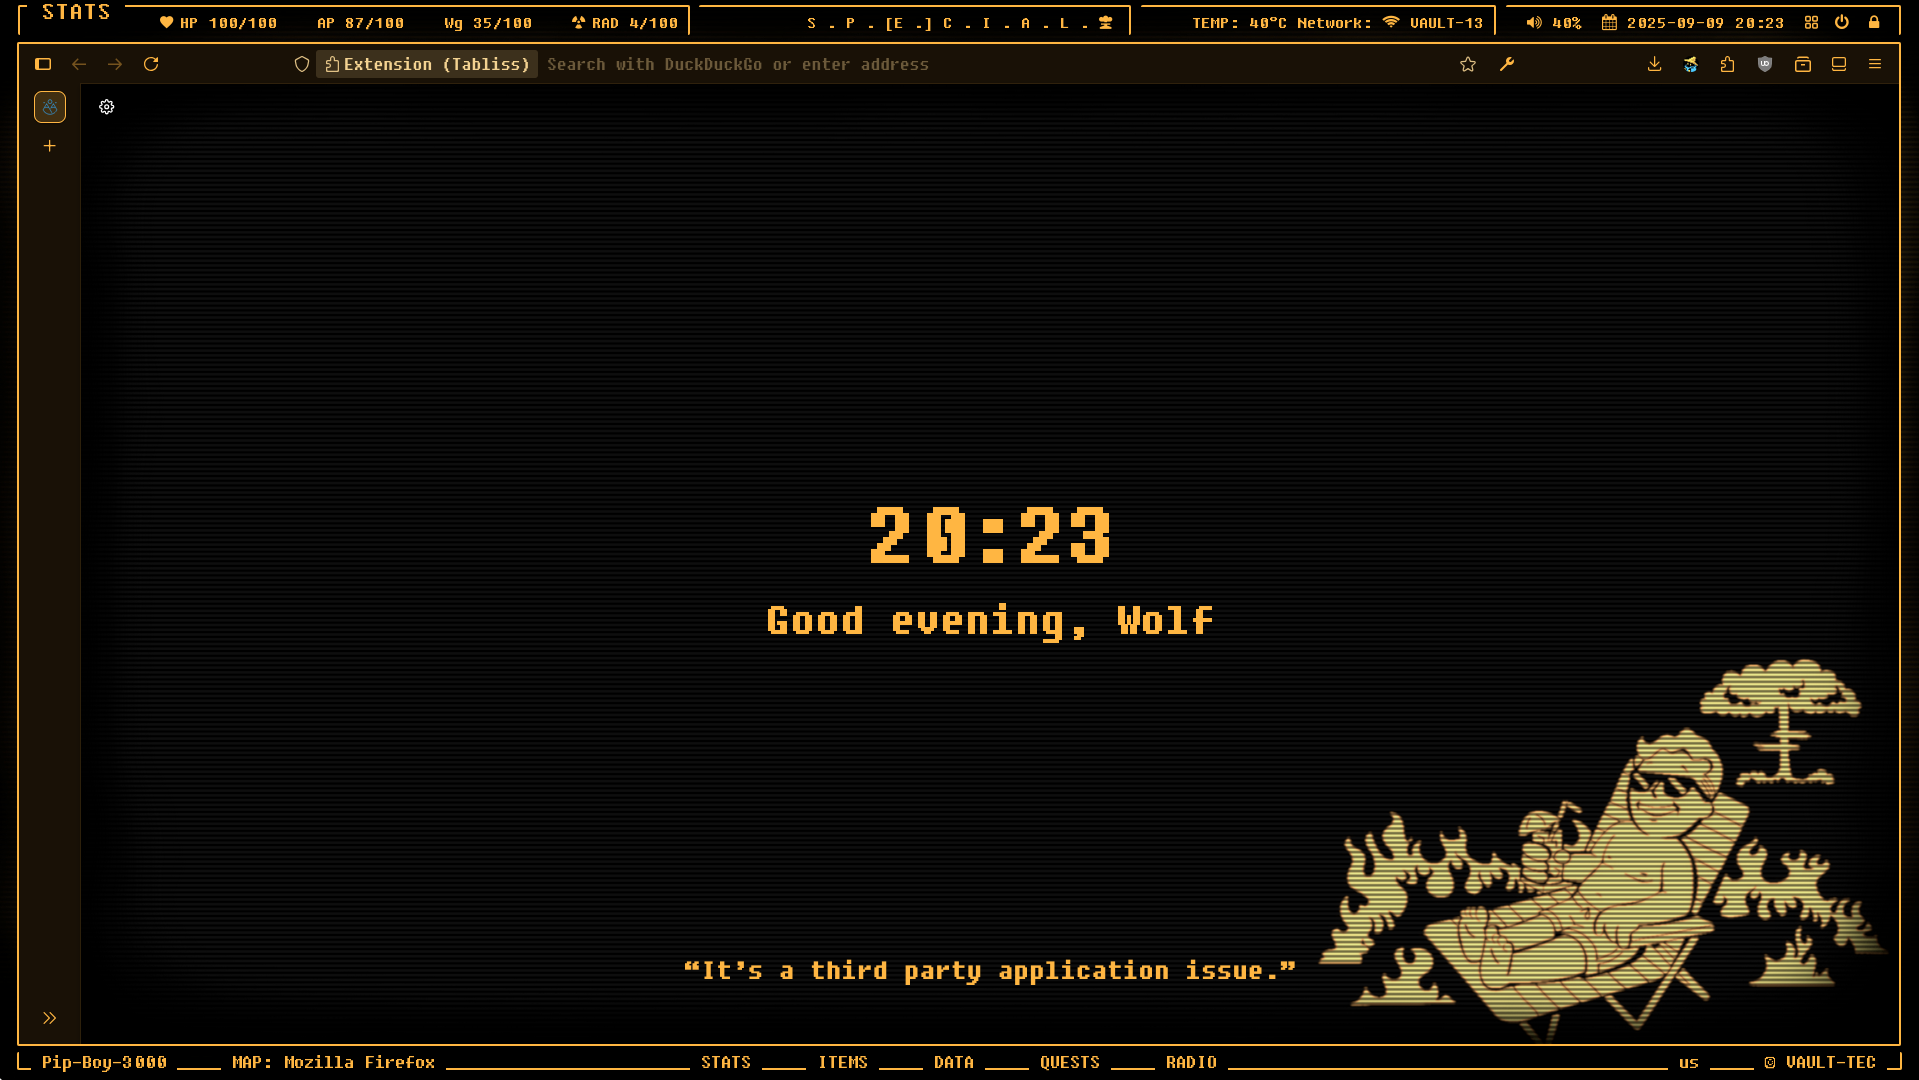 STATS
HP 100/100 AP 87/100 Wg 35/100 RAD 4/100 S . P . [E .] C . I . A . L . TEMP: 40°C Network: VAULT-13 40% 2025-09-09 20:23
Extension (Tabliss) Search with DuckDuckGo or enter address
20:23
Good evening, Wolf
“It’s a third party application issue.”
Pip-Boy-3000 MAP: Mozilla Firefox STATS ITEMS DATA QUESTS RADIO us VAULT-TEC